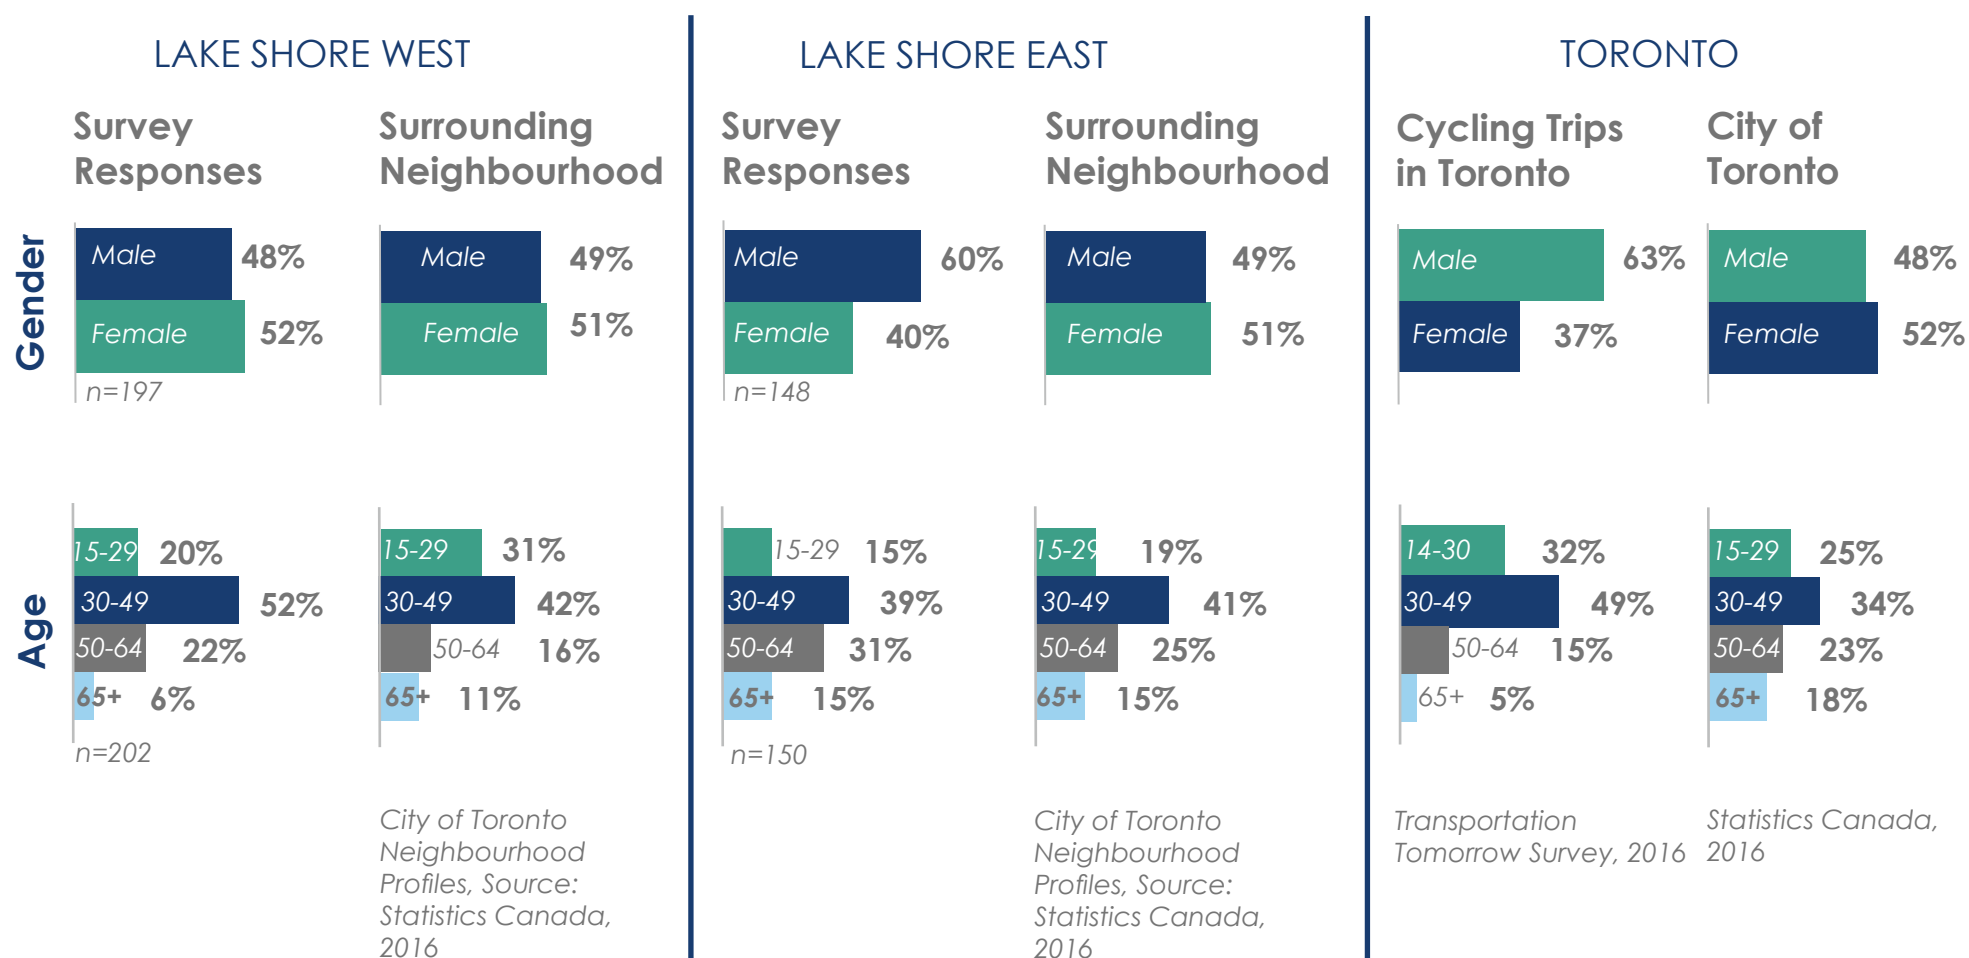 LAKE SHORE WEST
LAKE SHORE EAST
TORONTO
Survey
Responses
Surrounding
Neighbourhood
Survey
Responses
Surrounding
Neighbourhood
Cycling Trips
in Toronto
City of
Toronto
Gender
Male 48%
Female 52%
n=197
Male 49%
Female 51%
Male 60%
Female 40%
n=148
Male 49%
Female 51%
Male 63%
Female 37%
Male 48%
Female 52%
Age
15-29 20%
30-49 52%
50-64 22%
65+ 6%
n=202
15-29 31%
30-49 42%
50-64 16%
65+ 11%
15-29 15%
30-49 39%
50-64 31%
65+ 15%
n=150
15-29 19%
30-49 41%
50-64 25%
65+ 15%
14-30 32%
30-49 49%
50-64 15%
65+ 5%
15-29 25%
30-49 34%
50-64 23%
65+ 18%
City of Toronto
Neighbourhood
Profiles, Source:
Statistics Canada,
2016
City of Toronto
Neighbourhood
Profiles, Source:
Statistics Canada,
2016
Transportation
Tomorrow Survey, 2016
Statistics Canada,
2016